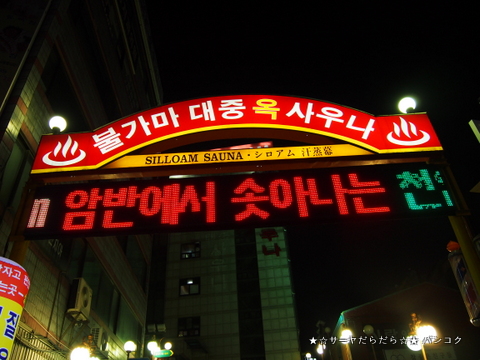 불가마 대중 옥 사우나
SILLOAM SAUNA・シロアム 汗蒸幕
암반에서 솟아나는
나
★☆サーヤだらだら☆★ バンコク